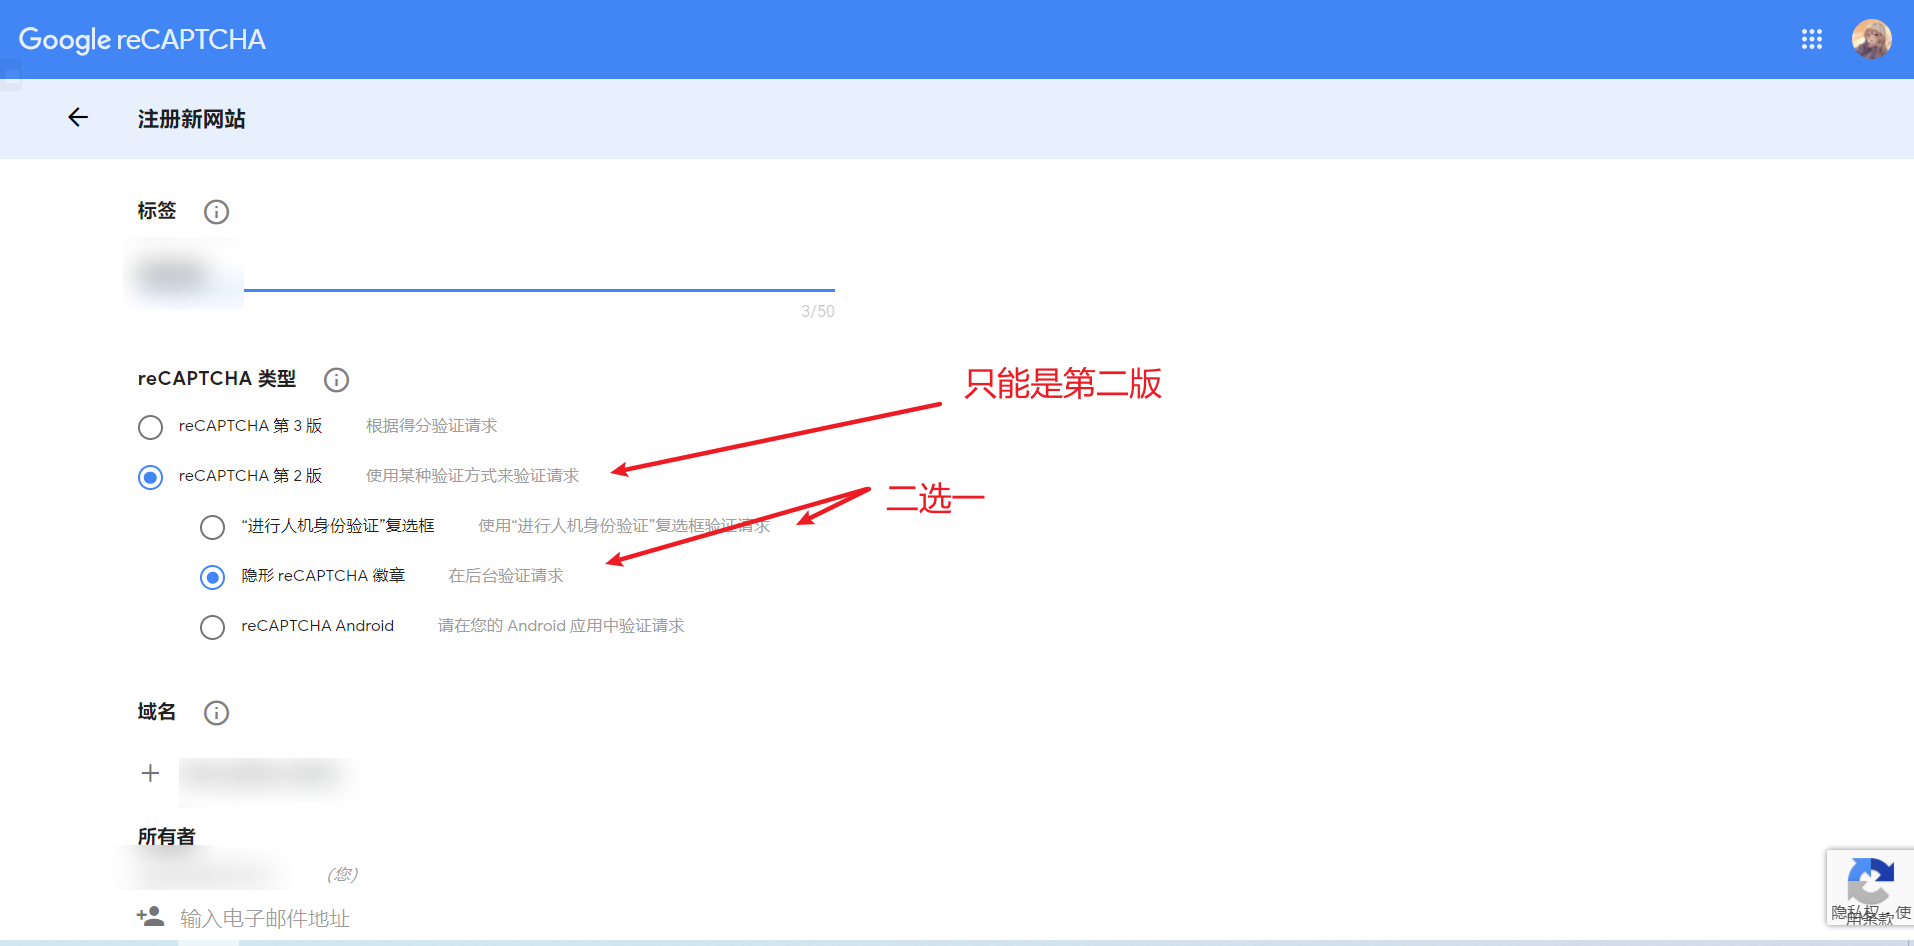 Google reCAPTCHA
注册新网站
标签
3/50
reCAPTCHA 类型
只能是第二版
reCAPTCHA 第 3 版 根据得分验证请求
reCAPTCHA 第 2 版 使用某种验证方式来验证请求
二选一
“进行人机身份验证”复选框 使用“进行人机身份验证”复选框验证请求
隐形 reCAPTCHA 徽章 在后台验证请求
reCAPTCHA Android 请在您的 Android 应用中验证请求
域名
所有者
(您)
输入电子邮件地址
隐私权 - 使
用条款